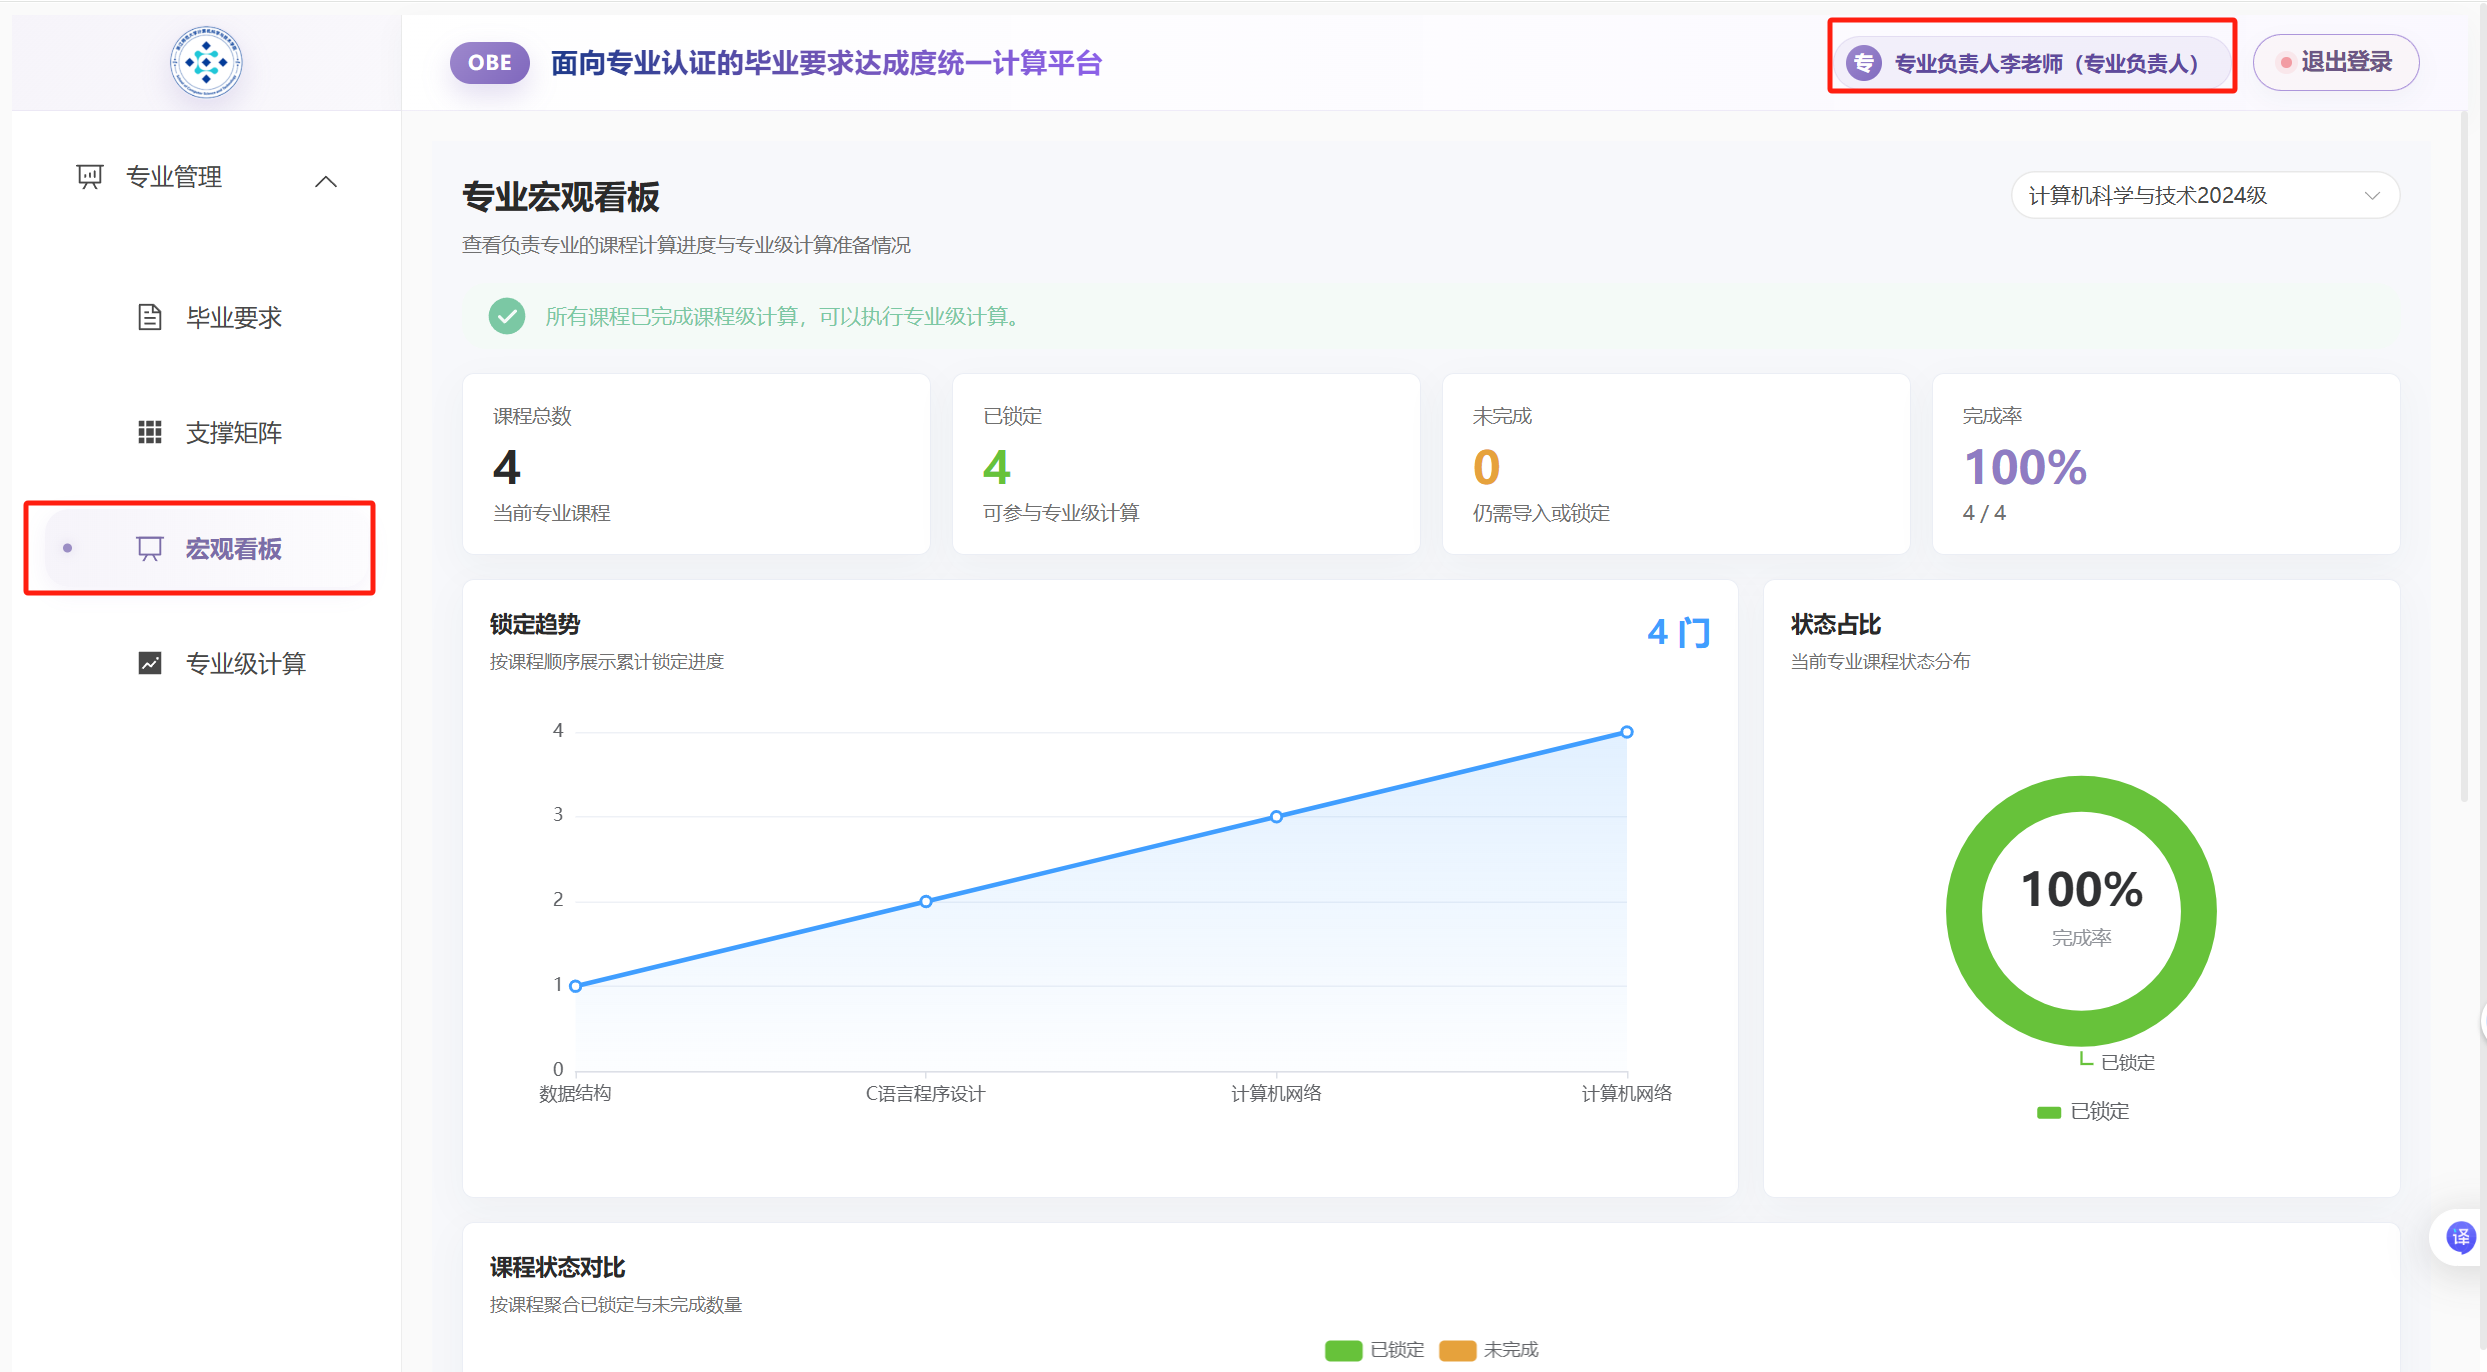 OBE
面向专业认证的毕业要求达成度统一计算平台
专
专业负责人李老师（专业负责人）
退出登录
专业管理
毕业要求
支撑矩阵
宏观看板
专业级计算
专业宏观看板
计算机科学与技术2024级
查看负责专业的课程计算进度与专业级计算准备情况
所有课程已完成课程级计算，可以执行专业级计算。
课程总数
4
当前专业课程
已锁定
4
可参与专业级计算
未完成
0
仍需导入或锁定
完成率
100%
4 / 4
锁定趋势
按课程顺序展示累计锁定进度
4 门
4
3
2
1
0
数据结构
C语言程序设计
计算机网络
计算机网络
状态占比
当前专业课程状态分布
100%
完成率
已锁定
已锁定
译
课程状态对比
按课程聚合已锁定与未完成数量
已锁定
未完成